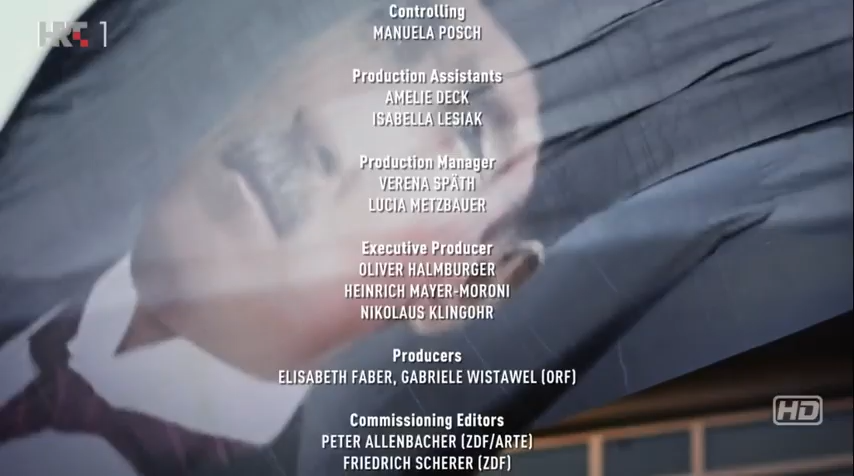 HRT 1
Controlling
MANUELA POSCH
Production Assistants
AMELIE DECK
ISABELLA LESIAK
Production Manager
VERENA SPÄTH
LUCIA METZBAUER
Executive Producer
OLIVER HALMBURGER
HEINRICH MAYER-MORONI
NIKOLAUS KLINGOHR
Producers
ELISABETH FABER, GABRIELE WISTAWEL (ORF)
HD
Commissioning Editors
PETER ALLENBACHER (ZDF/ARTE)
FRIEDRICH SCHERER (ZDF)